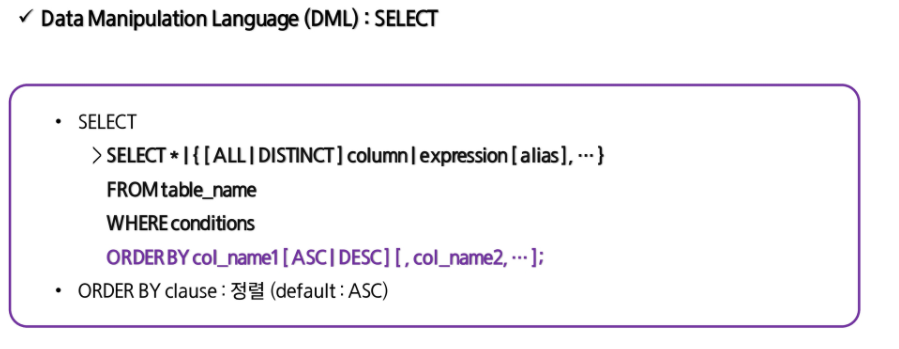 ✓ Data Manipulation Language (DML) : SELECT
• SELECT
> SELECT * | { [ ALL | DISTINCT ] column | expression [ alias ], ··· }
FROM table_name
WHERE conditions
ORDER BY col_name1 [ ASC | DESC ] [ , col_name2, ··· ];
• ORDER BY clause : 정렬 (default : ASC)